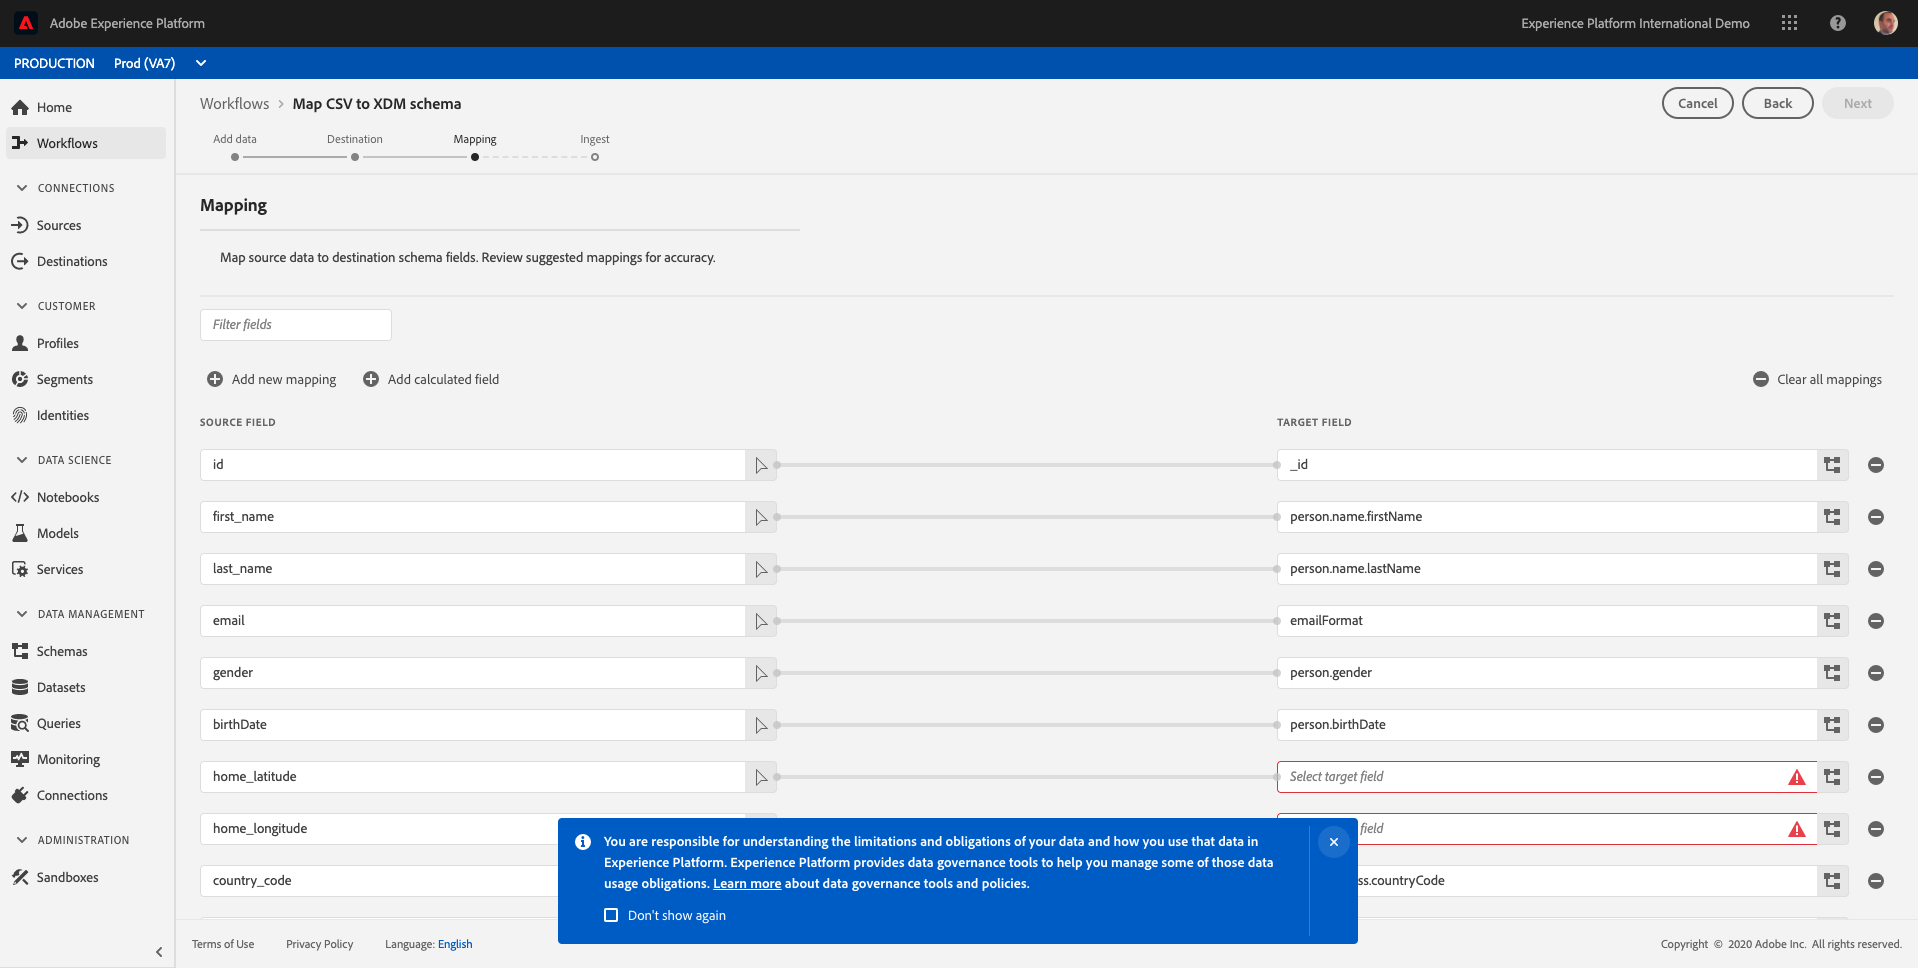 Adobe Experience Platform
Experience Platform International Demo
PRODUCTION Prod (VA7)
Home
Workflows
CONNECTIONS
Sources
Destinations
CUSTOMER
Profiles
Segments
Identities
DATA SCIENCE
Notebooks
Models
Services
DATA MANAGEMENT
Schemas
Datasets
Queries
Monitoring
Connections
ADMINISTRATION
Sandboxes
Workflows > Map CSV to XDM schema
Cancel
Back
Next
Add data
Destination
Mapping
Ingest
Mapping
Map source data to destination schema fields. Review suggested mappings for accuracy.
Filter fields
Add new mapping
Add calculated field
Clear all mappings
SOURCE FIELD
TARGET FIELD
id
_id
first_name
person.name.firstName
last_name
person.name.lastName
email
emailFormat
gender
person.gender
birthDate
person.birthDate
home_latitude
Select target field
home_longitude
field
country_code
ss.countryCode
You are responsible for understanding the limitations and obligations of your data and how you use that data in
Experience Platform. Experience Platform provides data governance tools to help you manage some of those data
usage obligations. Learn more about data governance tools and policies.
Don't show again
Terms of Use
Privacy Policy
Language: English
Copyright © 2020 Adobe Inc. All rights reserved.